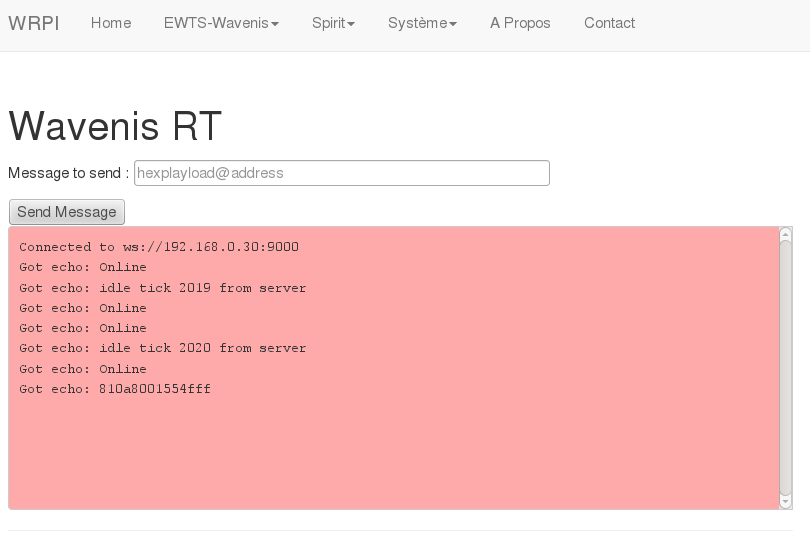 WRPI Home EWTS-Wavenis Spirit Système A Propos Contact
Wavenis RT
Message to send : hexplayload@address
Send Message
Connected to ws://192.168.0.30:9000
Got echo: Online
Got echo: idle tick 2019 from server
Got echo: Online
Got echo: Online
Got echo: idle tick 2020 from server
Got echo: Online
Got echo: 810a8001554fff